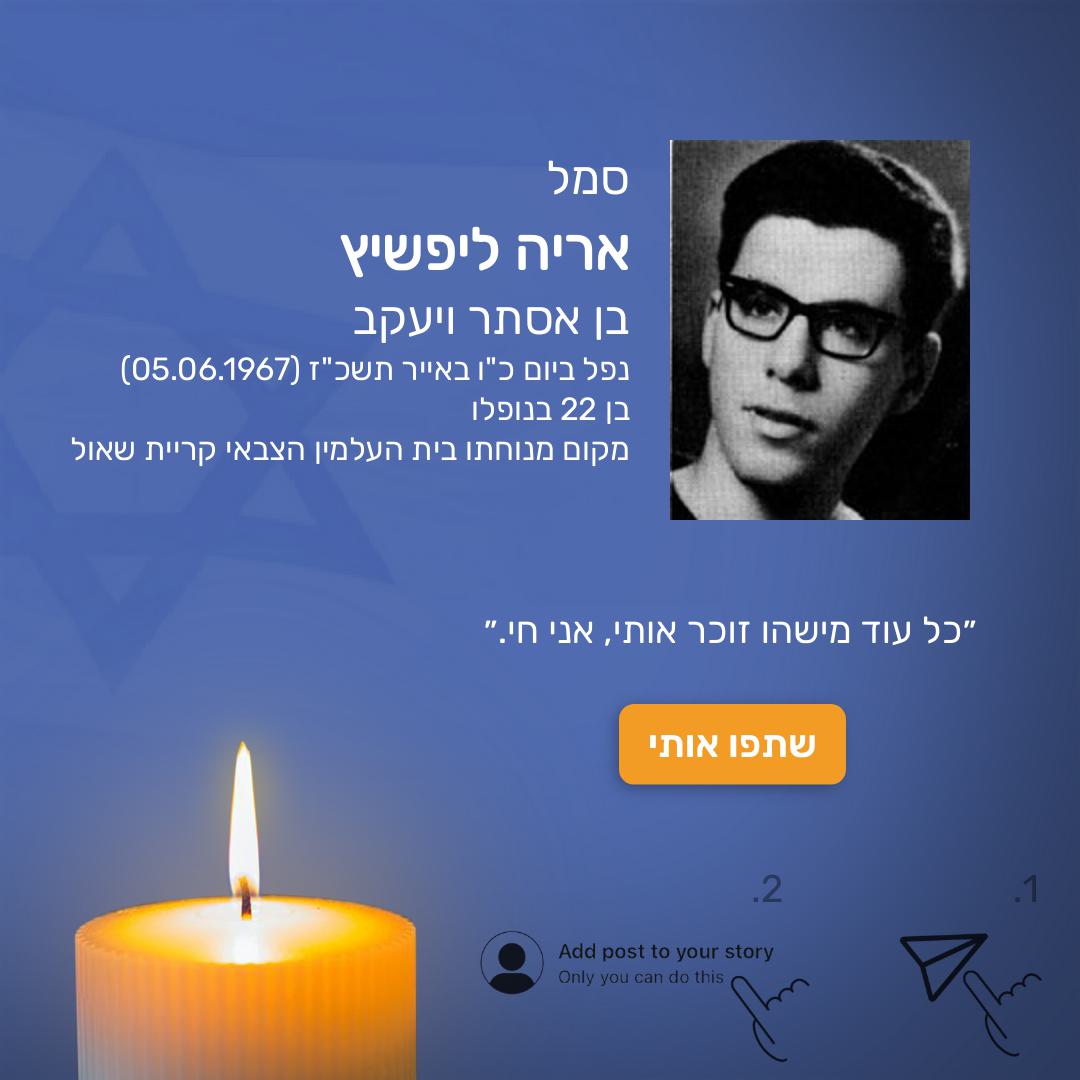 סמל
אריה ליפשיץ
בן אסתר ויעקב
נפל ביום כ"ו באייר תשכ"ז (05.06.1967)
בן 22 בנופלו
מקום מנוחתו בית העלמין הצבאי קריית שאול
״כל עוד מישהו זוכר אותי, אני חי.״
שתפו אותי
.1
.2
Add post to your story
Only you can do this